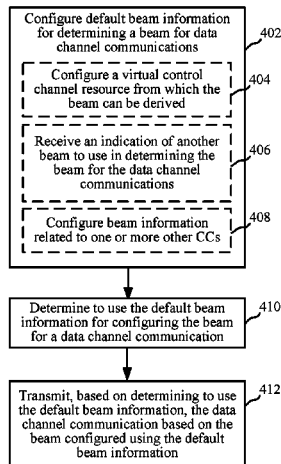 Configure default beam information
for determining a beam for data
channel communications
402
Configure a virtual control
channel resource from which the
beam can be derived
404
Receive an indication of another
beam to use in determining the
beam for the data channel
communications
406
Configure beam information
related to one or more other CCs
408
Determine to use the default beam
information for configuring the beam
for a data channel communication
410
Transmit, based on determining to use
the default beam information, the data
channel communication based on the
beam configured using the default
beam information
412